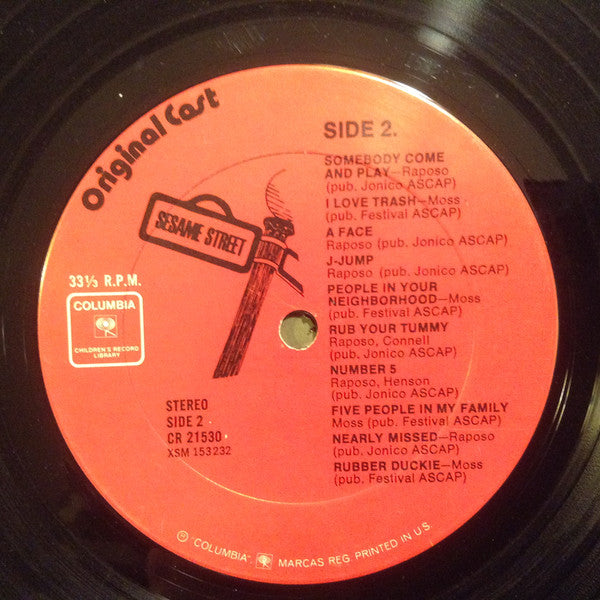 Original Cast
SIDE 2.
SOMEBODY COME
AND PLAY—Raposo
(pub. Jonico ASCAP)
I LOVE TRASH—Moss
(pub. Festival ASCAP)
A FACE
Raposo (pub. Jonico ASCAP)
J-JUMP
Raposo (pub. Jonico ASCAP)
PEOPLE IN YOUR
NEIGHBORHOOD—Moss
(pub. Festival ASCAP)
RUB YOUR TUMMY
Raposo, Connell
(pub. Jonico ASCAP)
NUMBER 5
Raposo, Henson
(pub. Jonico ASCAP)
FIVE PEOPLE IN MY FAMILY
Moss (pub. Festival ASCAP)
NEARLY MISSED—Raposo
(pub. Jonico ASCAP)
RUBBER DUCKIE—Moss
(pub. Festival ASCAP)
SESAME STREET
33⅓ R.P.M.
COLUMBIA
CHILDREN'S RECORD
LIBRARY
STEREO
SIDE 2
CR 21530
XSM 153232
℗ "COLUMBIA", MARCAS REG. PRINTED IN U.S.